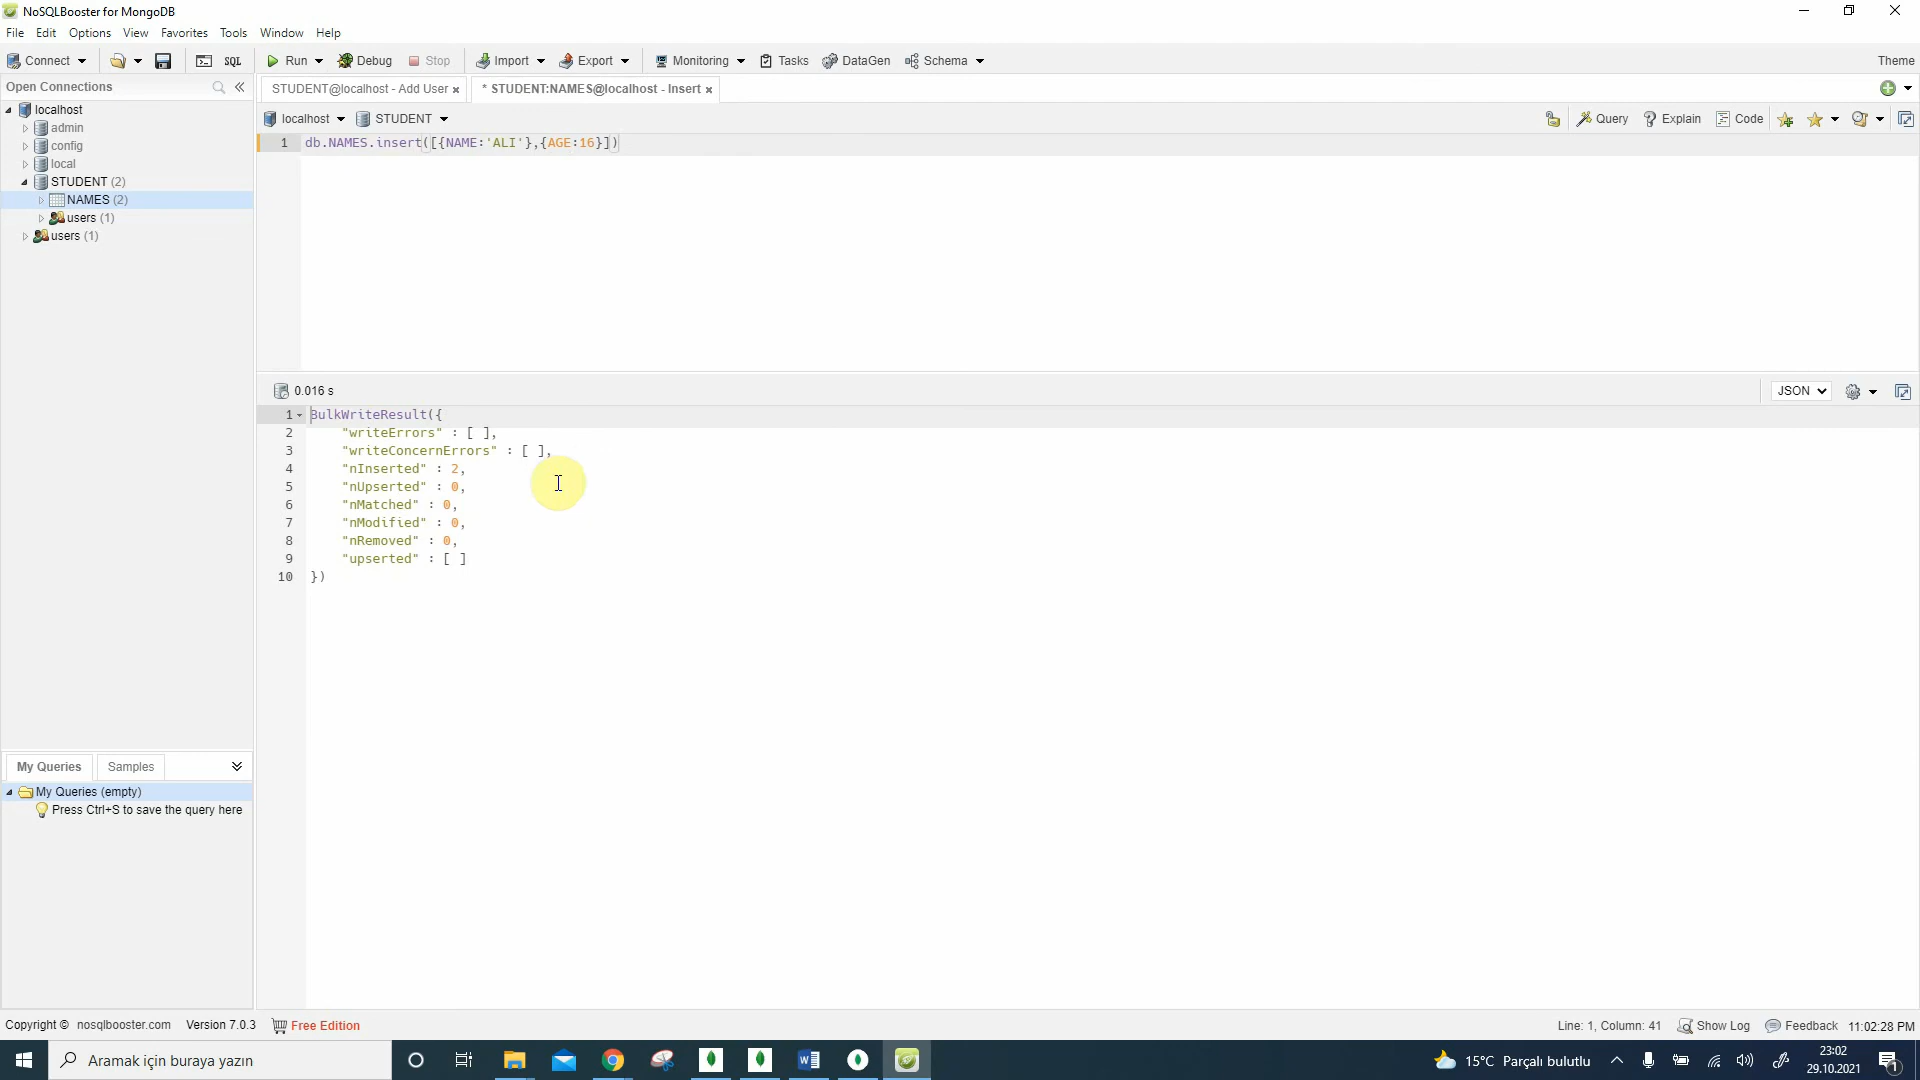 NoSQLBooster for MongoDB
File Edit Options View Favorites Tools Window Help
Connect SQL Run Debug Stop Import Export Monitoring Tasks DataGen Schema Theme
Open Connections
STUDENT@localhost - Add User × * STUDENT:NAMES@localhost - Insert ×
localhost STUDENT Query Explain Code
1 db.NAMES.insert([{NAME:'ALI'},{AGE:16}])
localhost
admin
config
local
STUDENT (2)
NAMES (2)
users (1)
users (1)
0.016 s JSON
1 BulkWriteResult({
2 "writeErrors" : [ ],
3 "writeConcernErrors" : [ ],
4 "nInserted" : 2,
5 "nUpserted" : 0,
6 "nMatched" : 0,
7 "nModified" : 0,
8 "nRemoved" : 0,
9 "upserted" : [ ]
10 })
My Queries Samples
My Queries (empty)
Press Ctrl+S to save the query here
Copyright © nosqlbooster.com Version 7.0.3 Free Edition Line: 1, Column: 41 Show Log Feedback 11:02:28 PM
Aramak için buraya yazın 15°C Parçalı bulutlu 23:02
29.10.2021 1